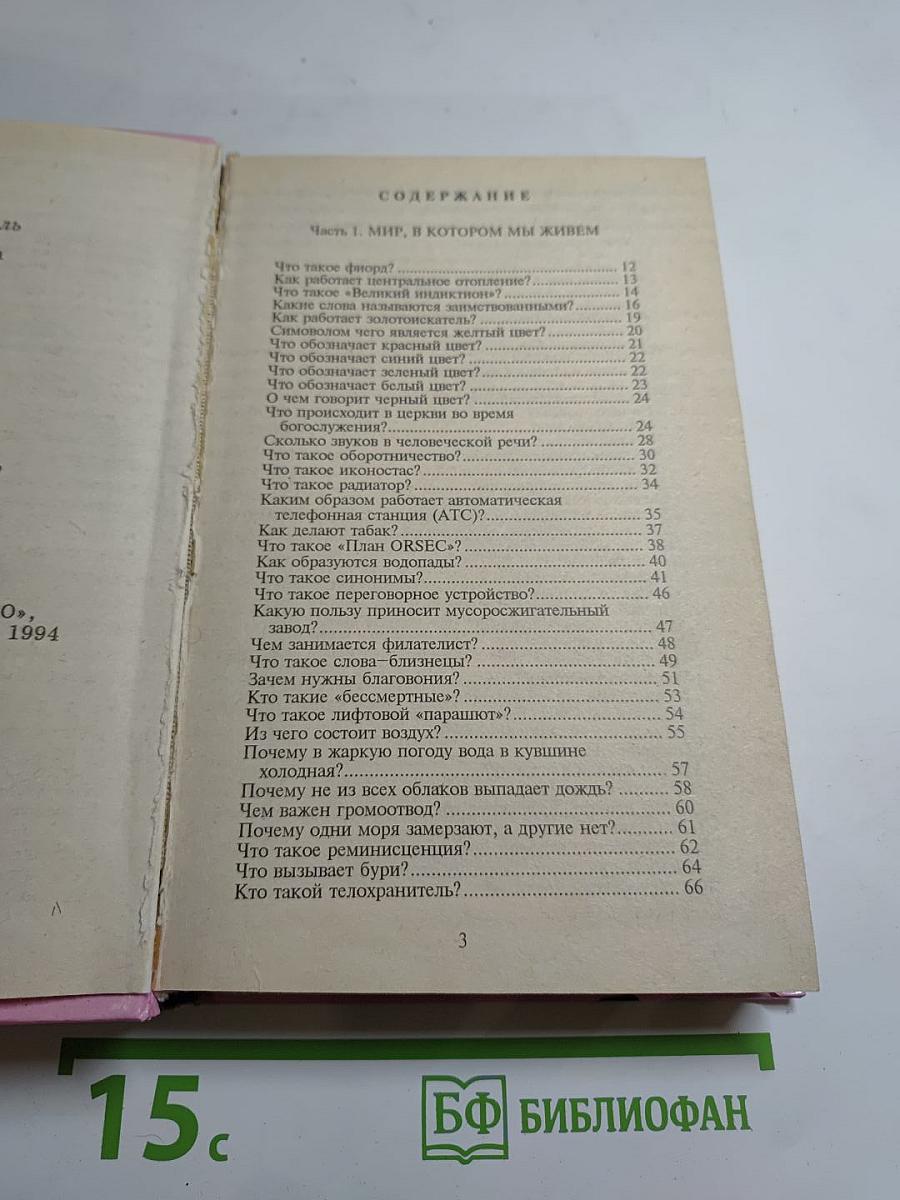 ль
О»,
1994
СОДЕРЖАНИЕ
Часть 1. МИР, В КОТОРОМ МЫ ЖИВЕМ
Что такое фиорд? ........ 12
Как работает центральное отопление? ........ 13
Что такое «Великий индиктион»? ........ 14
Какие слова называются заимствованными? ........ 16
Как работает золотоискатель? ........ 19
Симоволом чего является желтый цвет? ........ 20
Что обозначает красный цвет? ........ 21
Что обозначает синий цвет? ........ 22
Что обозначает зеленый цвет? ........ 22
Что обозначает белый цвет? ........ 23
О чем говорит черный цвет? ........ 24
Что происходит в церкви во время
богослужения? ........ 24
Сколько звуков в человеческой речи? ........ 28
Что такое оборотничество? ........ 30
Что такое иконостас? ........ 32
Что такое радиатор? ........ 34
Каким образом работает автоматическая
телефонная станция (АТС)? ........ 35
Как делают табак? ........ 37
Что такое «План ORSEC»? ........ 38
Как образуются водопады? ........ 40
Что такое синонимы? ........ 41
Что такое переговорное устройство? ........ 46
Какую пользу приносит мусоросжигательный
завод? ........ 47
Чем занимается филателист? ........ 48
Что такое слова−близнецы? ........ 49
Зачем нужны благовония? ........ 51
Кто такие «бессмертные»? ........ 53
Что такое лифтовой «парашют»? ........ 54
Из чего состоит воздух? ........ 55
Почему в жаркую погоду вода в кувшине
холодная? ........ 57
Почему не из всех облаков выпадает дождь? ........ 58
Чем важен громоотвод? ........ 60
Почему одни моря замерзают, а другие нет? ........ 61
Что такое реминисценция? ........ 62
Что вызывает бури? ........ 64
Кто такой телохранитель? ........ 66
3
15 с
БФ БИБЛИОФАН